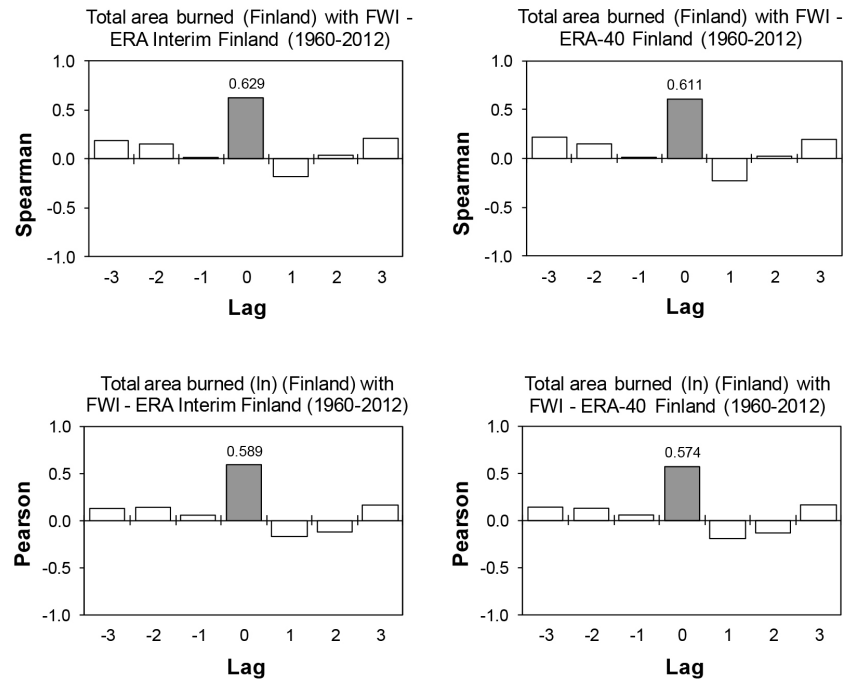 Total area burned (Finland) with FWI -
ERA Interim Finland (1960-2012)
1.0
0.5
0.0
-0.5
-1.0
Spearman
0.629
-3 -2 -1 0 1 2 3
Lag
Total area burned (Finland) with FWI -
ERA-40 Finland (1960-2012)
1.0
0.5
0.0
-0.5
-1.0
Spearman
0.611
-3 -2 -1 0 1 2 3
Lag
Total area burned (ln) (Finland) with
FWI - ERA Interim Finland (1960-2012)
1.0
0.5
0.0
-0.5
-1.0
Pearson
0.589
-3 -2 -1 0 1 2 3
Lag
Total area burned (ln) (Finland) with
FWI - ERA-40 Finland (1960-2012)
1.0
0.5
0.0
-0.5
-1.0
Pearson
0.574
-3 -2 -1 0 1 2 3
Lag